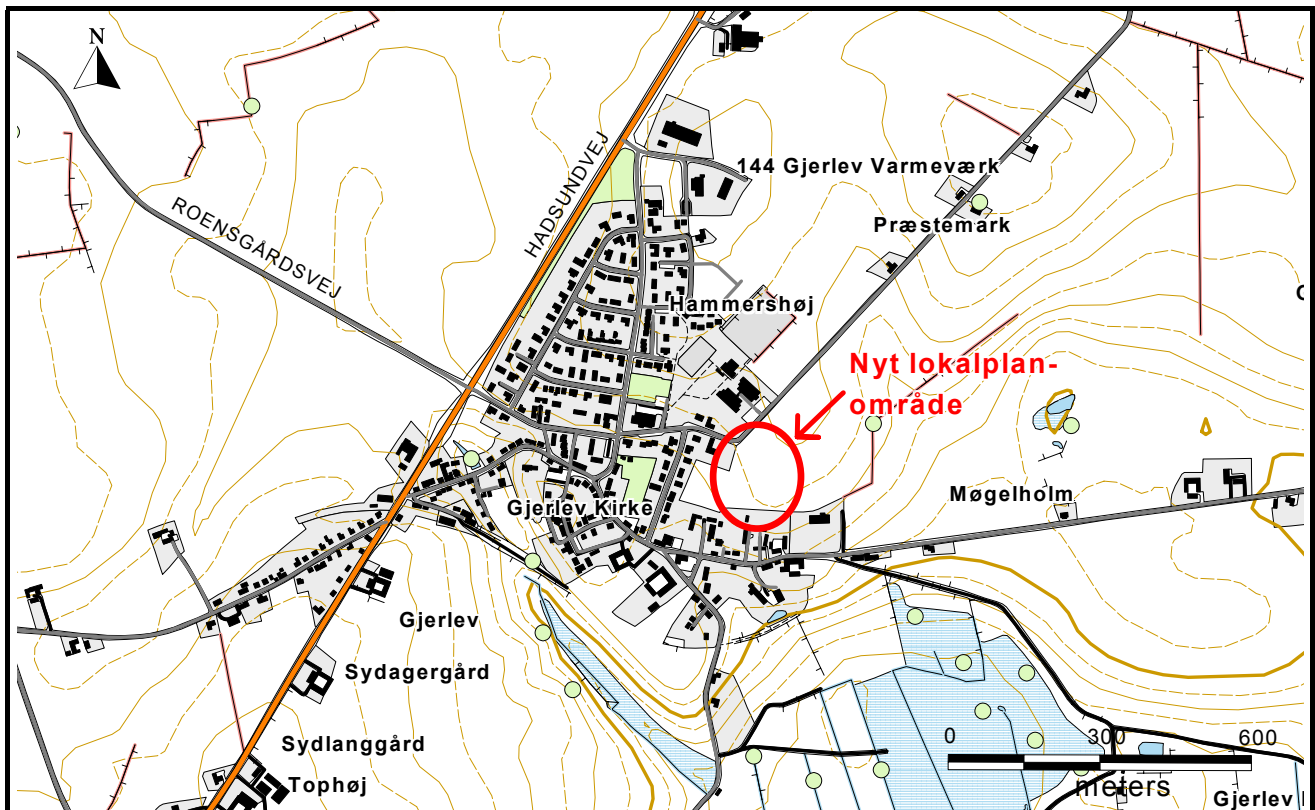 N
HADSUNDVEJ
144 Gjerlev Varmeværk
ROENSGÅRDSVEJ
Præstemark
Hammershøj
Nyt lokalplan-
område
Møgelholm
Gjerlev Kirke
Gjerlev
Sydagergård
Sydlanggård
Tophøj
0 300 600
meters
Gjerlev